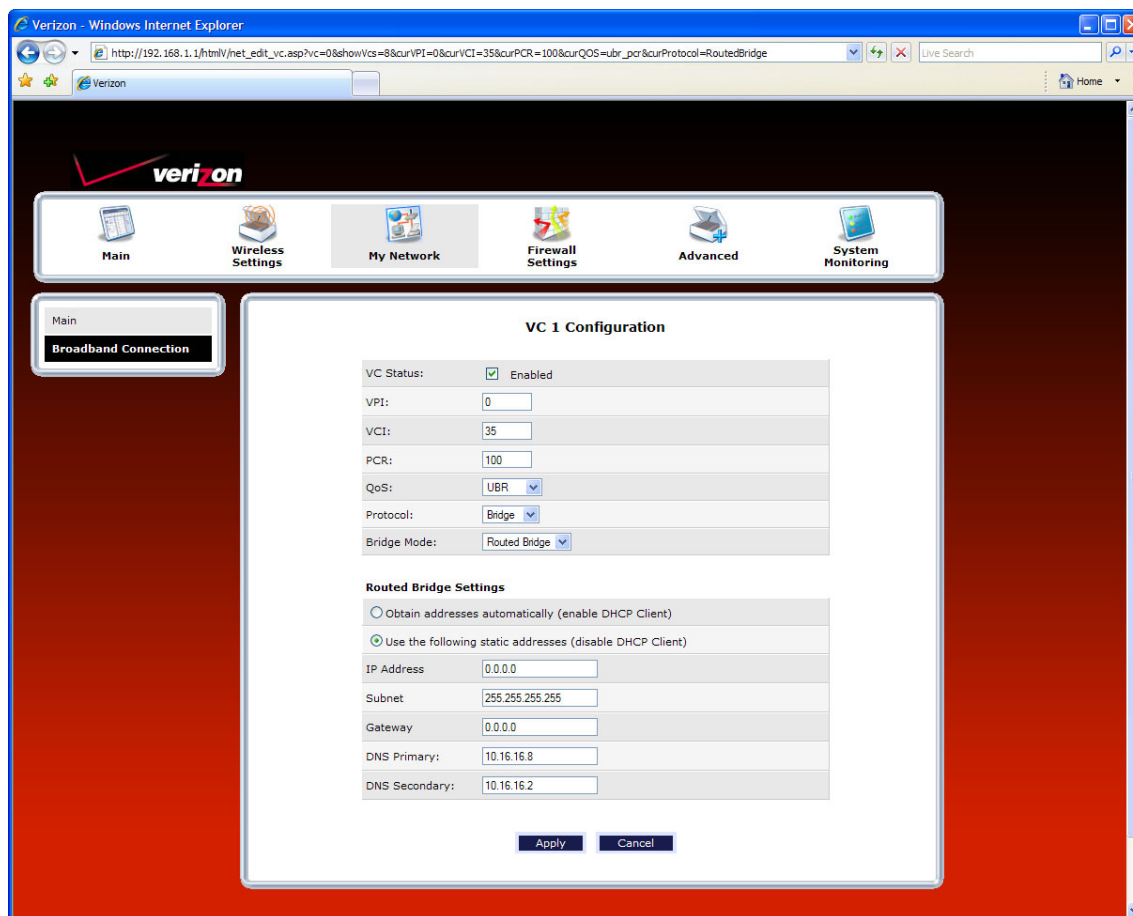 Verizon - Windows Internet Explorer
http://192.168.1.1/htmlV/net_edit_vc.asp?vc=0&showVcs=8&curVPI=0&curVCI=35&curPCR=100&curQOS=ubr_pcr&curProtocol=RoutedBridge
Live Search
Verizon
Home
verizon
Main
Wireless Settings
My Network
Firewall Settings
Advanced
System Monitoring
Main
Broadband Connection
VC 1 Configuration
VC Status: Enabled
VPI: 0
VCI: 35
PCR: 100
QoS: UBR
Protocol: Bridge
Bridge Mode: Routed Bridge
Routed Bridge Settings
Obtain addresses automatically (enable DHCP Client)
Use the following static addresses (disable DHCP Client)
IP Address 0.0.0.0
Subnet 255.255.255.255
Gateway 0.0.0.0
DNS Primary: 10.16.16.8
DNS Secondary: 10.16.16.2
Apply Cancel